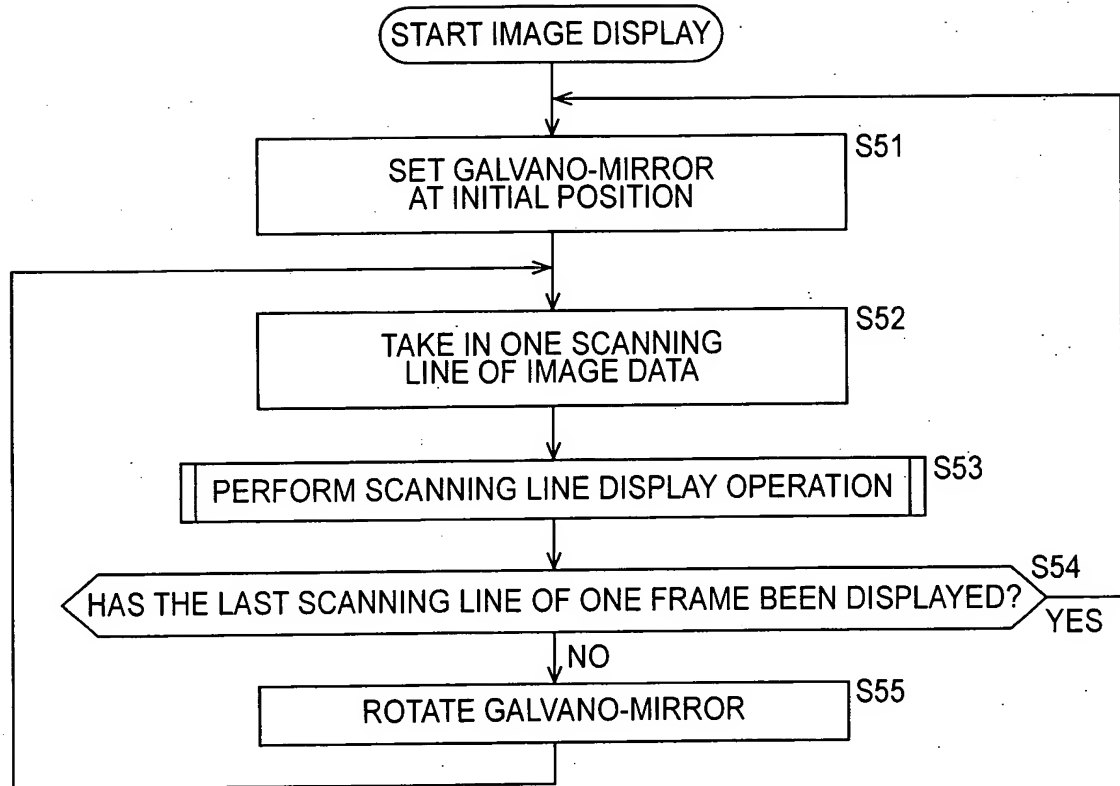 START IMAGE DISPLAY
S51
SET GALVANO-MIRROR
AT INITIAL POSITION
S52
TAKE IN ONE SCANNING
LINE OF IMAGE DATA
S53
PERFORM SCANNING LINE DISPLAY OPERATION
S54
HAS THE LAST SCANNING LINE OF ONE FRAME BEEN DISPLAYED?
YES
NO
S55
ROTATE GALVANO-MIRROR